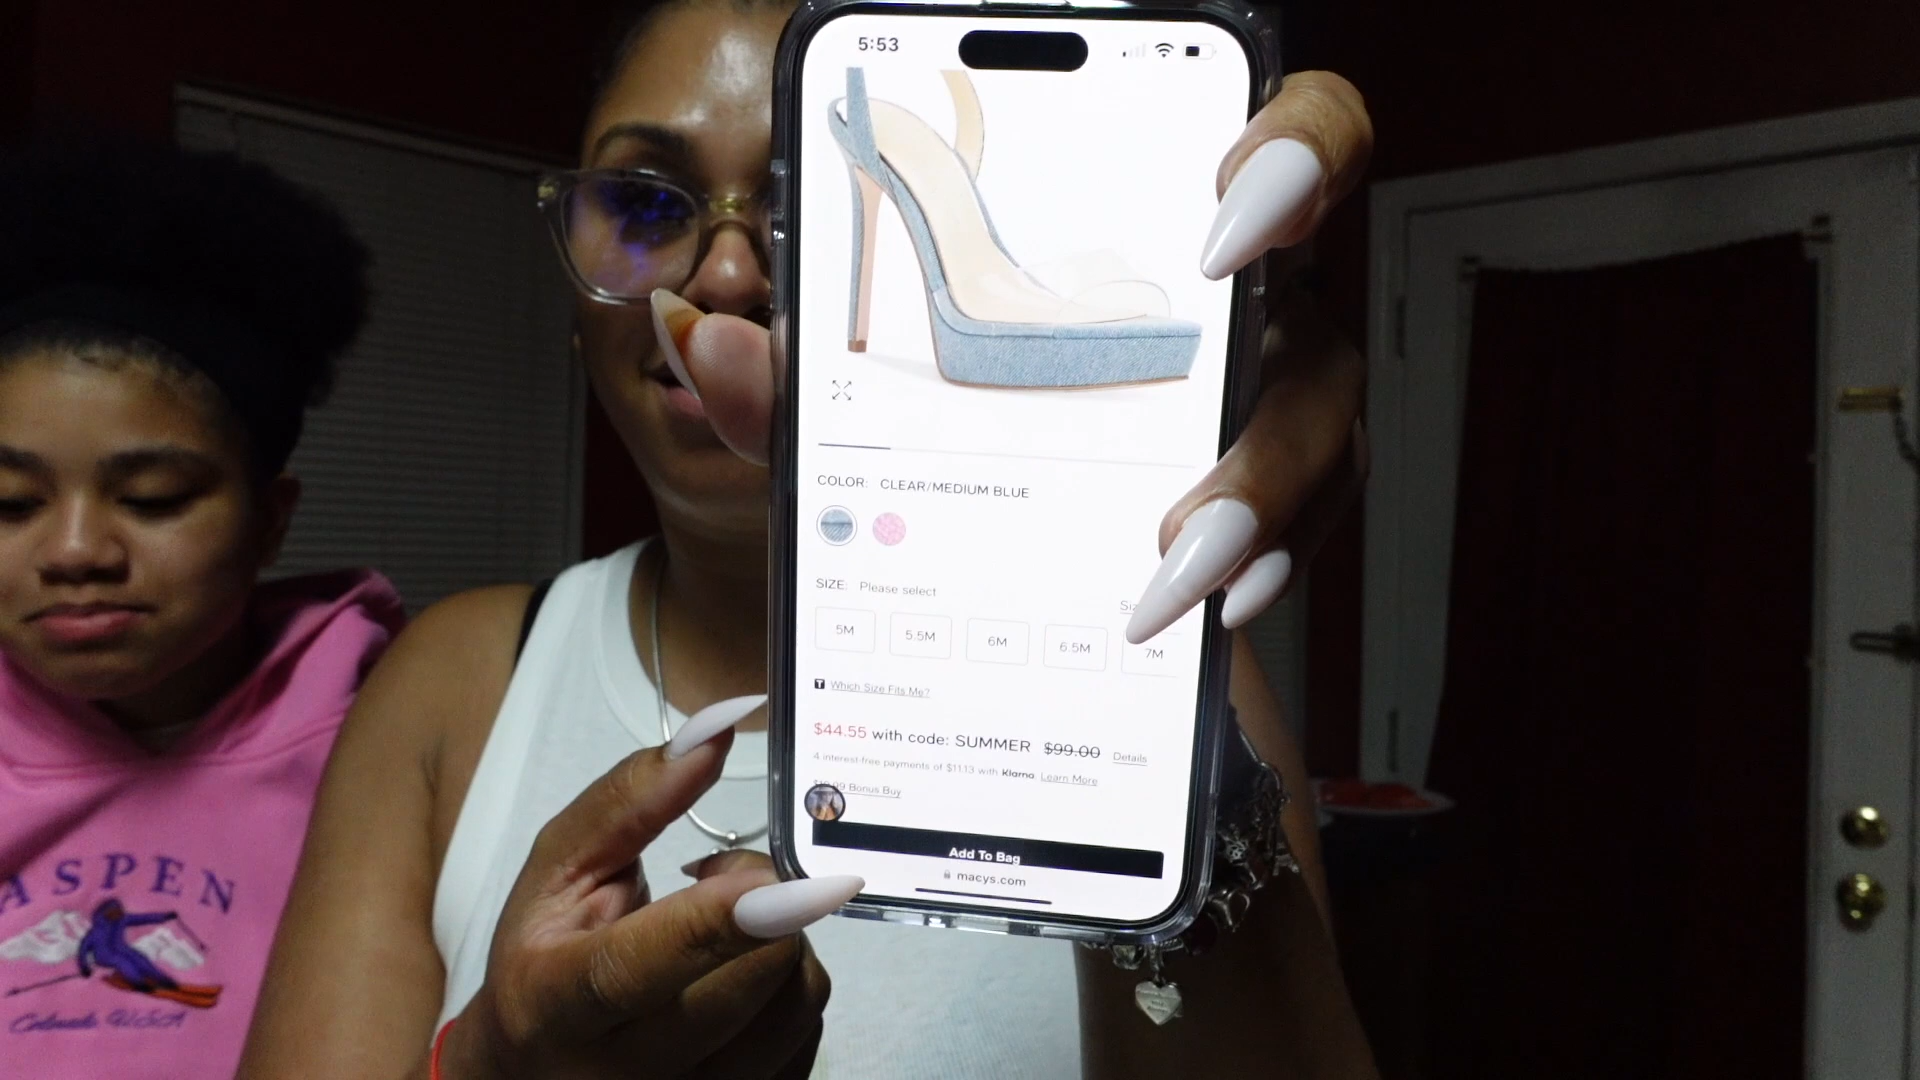 5:53
COLOR: CLEAR/MEDIUM BLUE
SIZE: Please select
5M 5.5M 6M 6.5M 7M
T Which Size Fits Me?
$44.55 with code: SUMMER $99.00 Details
4 interest-free payments of $11.13 with Klarna. Learn More
Bonus Buy
Add To Bag
macys.com
ASPEN
Colorado USA